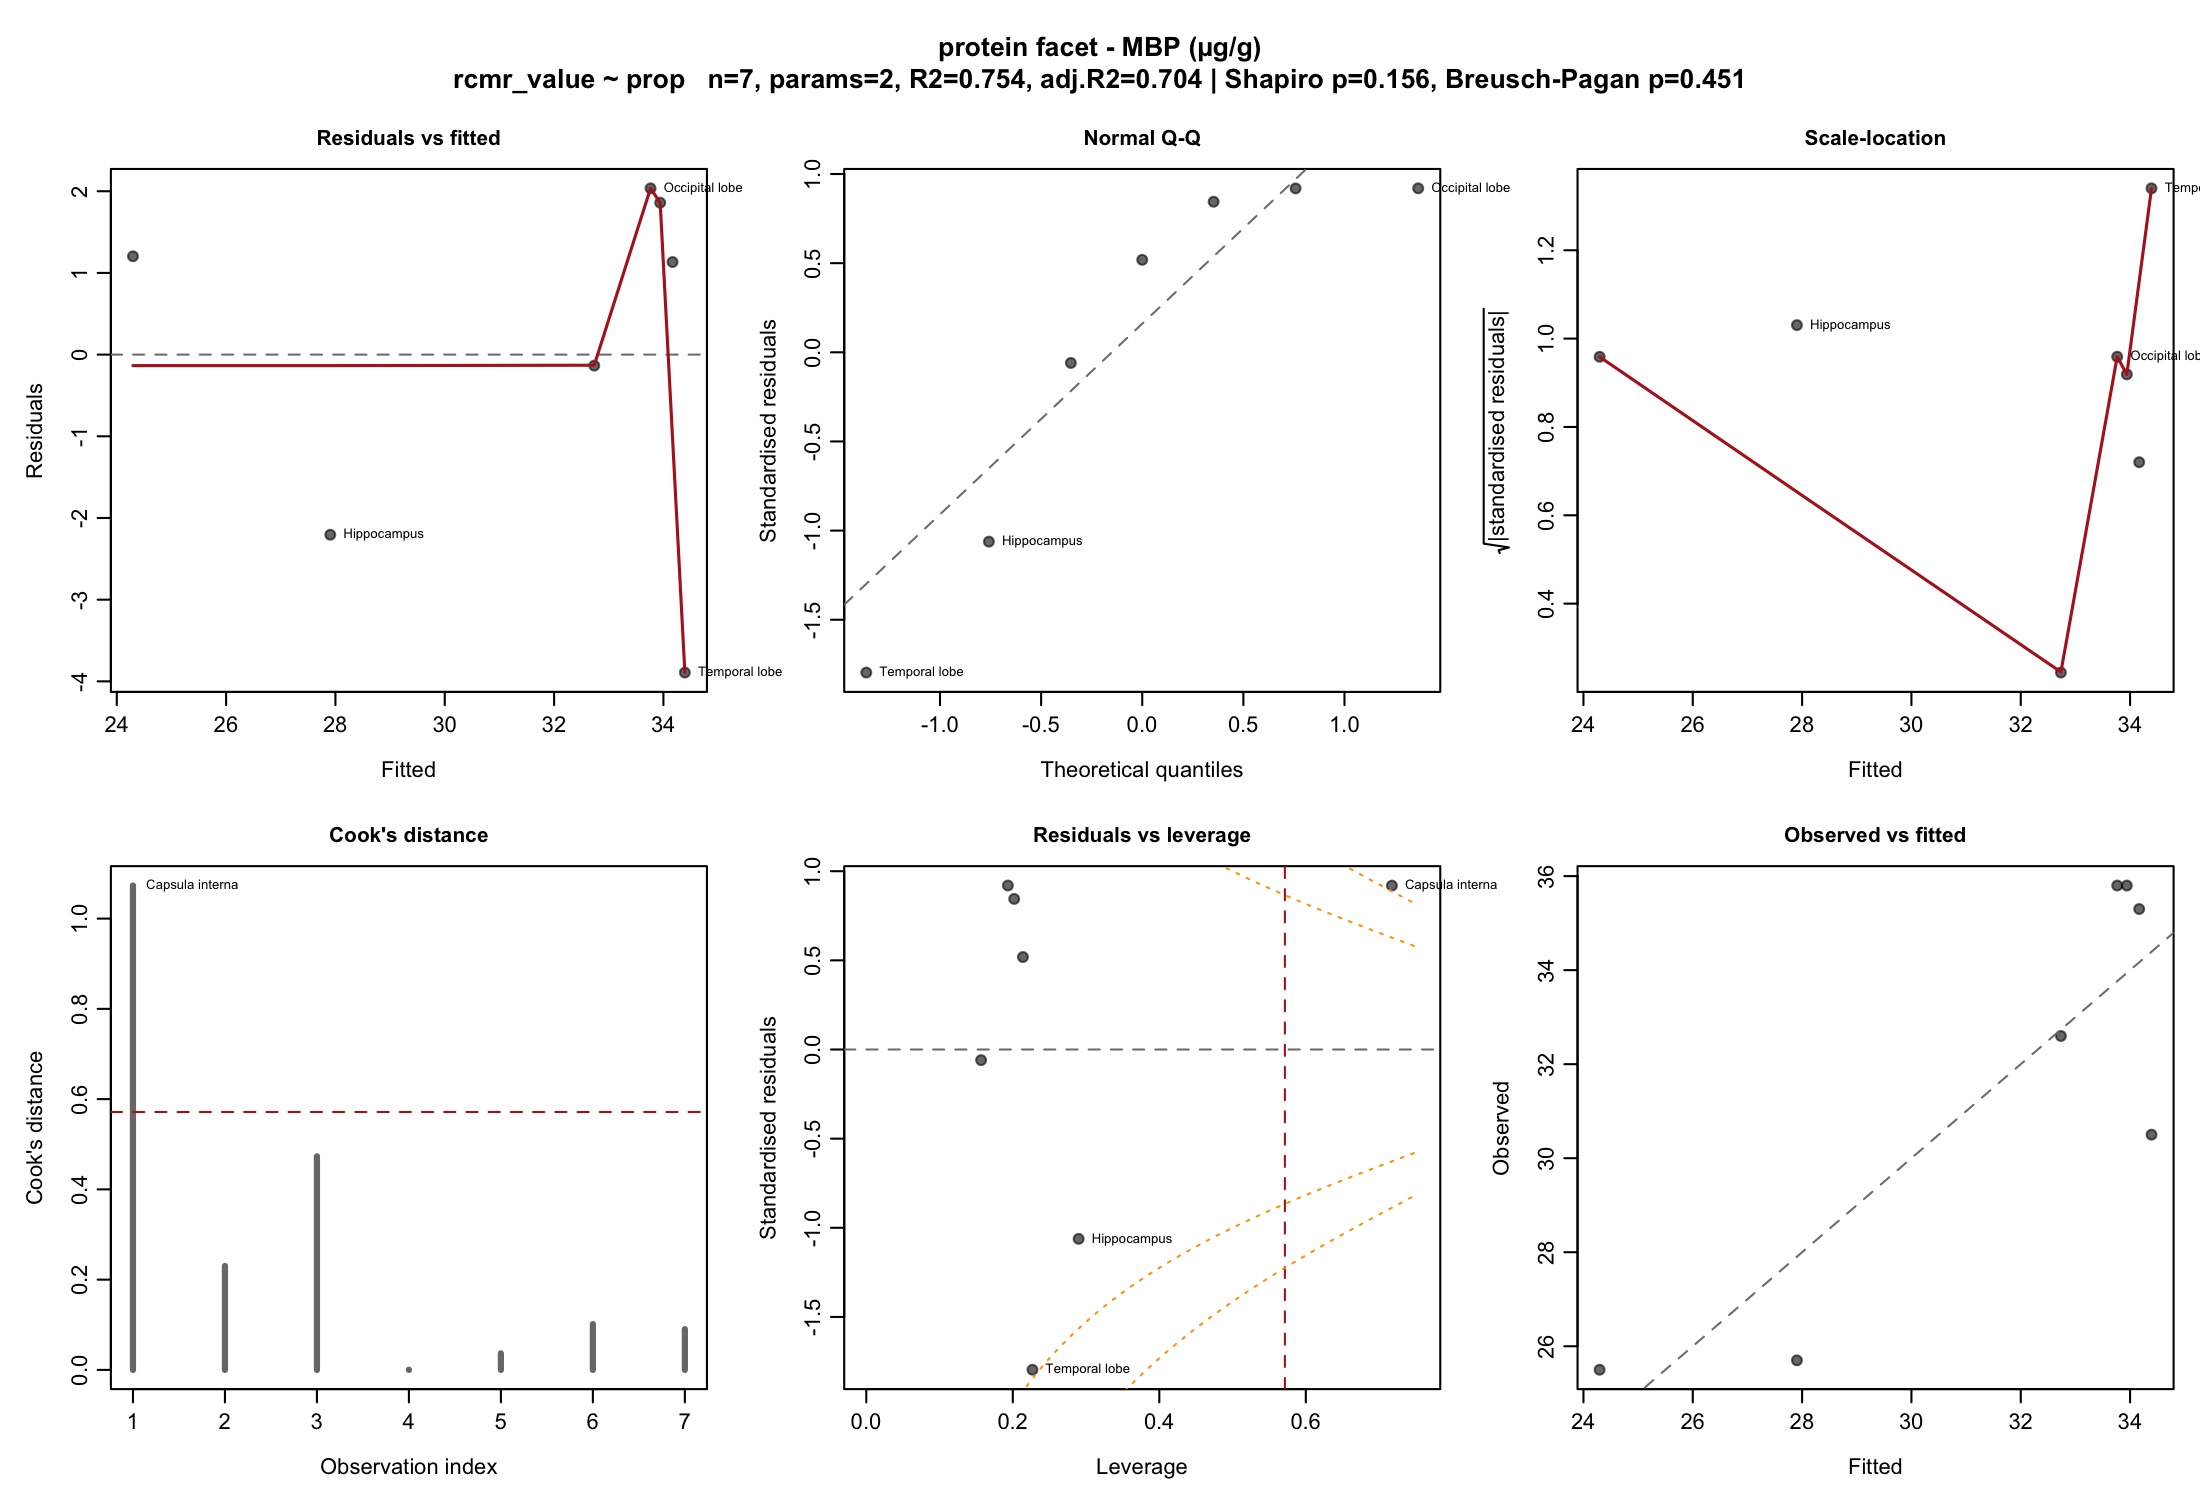 protein facet - MBP (µg/g)
rcmr_value ~ prop   n=7, params=2, R2=0.754, adj.R2=0.704 | Shapiro p=0.156, Breusch-Pagan p=0.451
Residuals vs fitted
Residuals
2
1
0
-1
-2
-3
-4
Occipital lobe
Hippocampus
Temporal lobe
24 26 28 30 32 34
Fitted
Normal Q-Q
Standardised residuals
1.0
0.5
0.0
-0.5
-1.0
-1.5
Occipital lobe
Hippocampus
Temporal lobe
-1.0 -0.5 0.0 0.5 1.0
Theoretical quantiles
Scale-location
√|standardised residuals|
1.2
1.0
0.8
0.6
0.4
Tempo
Hippocampus
Occipital lob
24 26 28 30 32 34
Fitted
Cook's distance
Cook's distance
1.0
0.8
0.6
0.4
0.2
0.0
Capsula interna
1 2 3 4 5 6 7
Observation index
Residuals vs leverage
Standardised residuals
1.0
0.5
0.0
-0.5
-1.0
-1.5
Capsula interna
Hippocampus
Temporal lobe
0.0 0.2 0.4 0.6
Leverage
Observed vs fitted
Observed
36
34
32
30
28
26
24 26 28 30 32 34
Fitted